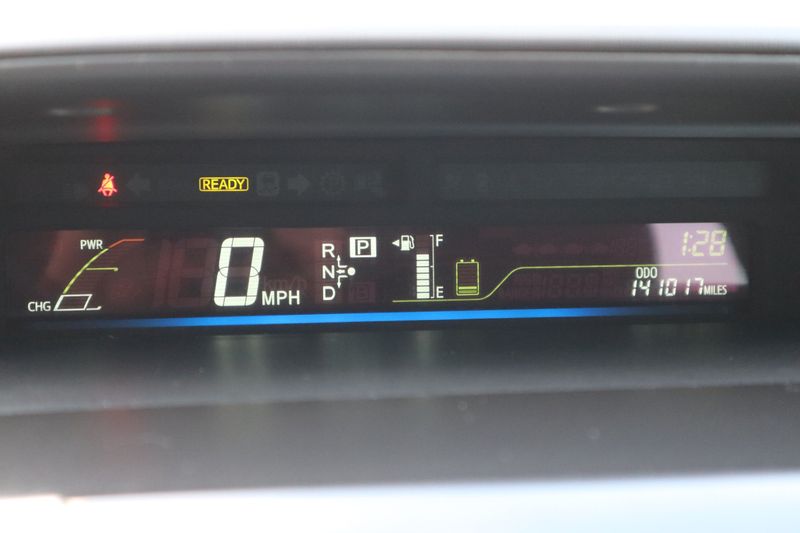 READY
PWR
CHG
0 MPH
R
N
D
P
F
E
1:28
ODO
141017 MILES